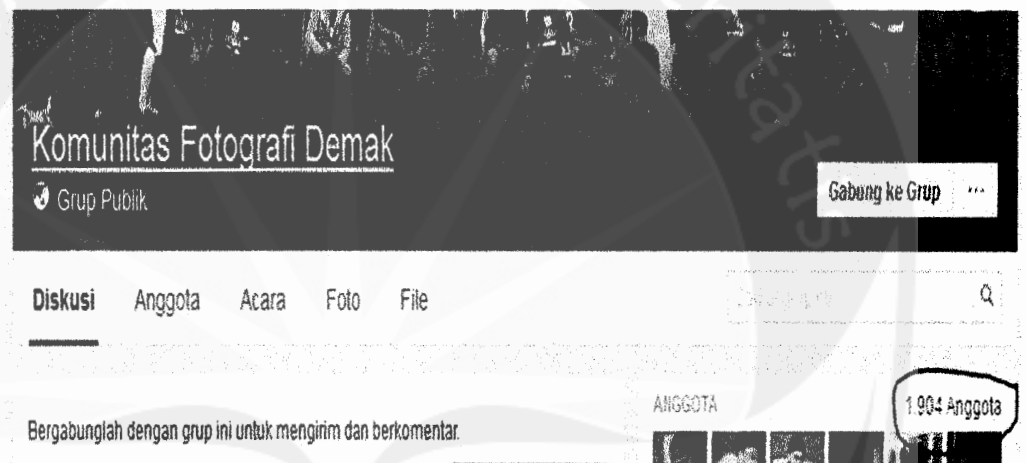 Komunitas Fotografi Demak
Grup Publik
Gabung ke Grup ...
Diskusi Anggota Acara Foto File
ANGGOTA 1.904 Anggota
Bergabunglah dengan grup ini untuk mengirim dan berkomentar.
itas